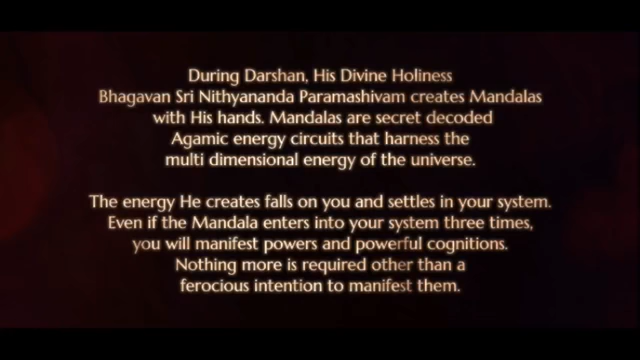 During Darshan, His Divine Holiness
Bhagavan Sri Nithyananda Paramashivam creates Mandalas
with His hands. Mandalas are secret decoded
Agamic energy circuits that harness the
multi dimensional energy of the universe.
The energy He creates falls on you and settles in your system.
Even if the Mandala enters into your system three times,
you will manifest powers and powerful cognitions.
Nothing more is required other than a
ferocious intention to manifest them.